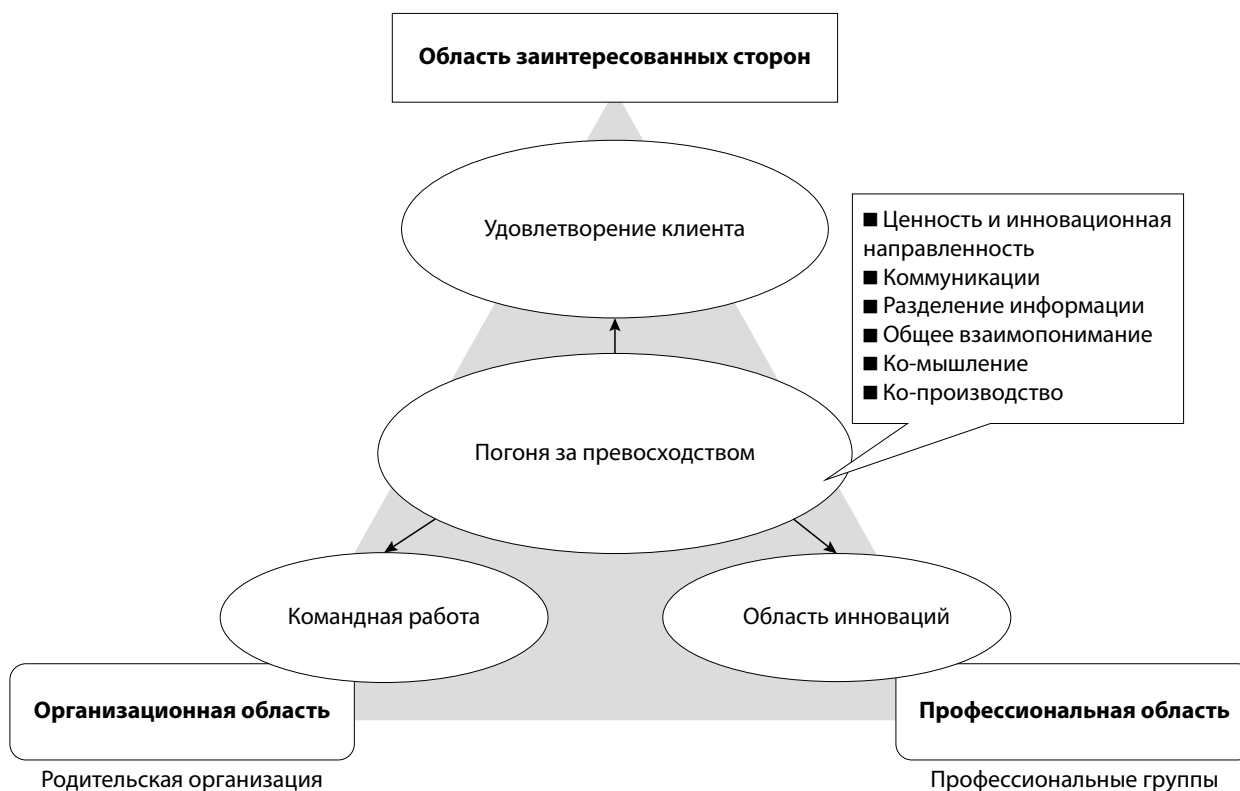 Область заинтересованных сторон
Удовлетворение клиента
■ Ценность и инновационная
направленность
■ Коммуникации
■ Разделение информации
■ Общее взаимопонимание
■ Ко-мышление
■ Ко-производство
Погоня за превосходством
Командная работа
Область инноваций
Организационная область
Профессиональная область
Родительская организация
Профессиональные группы